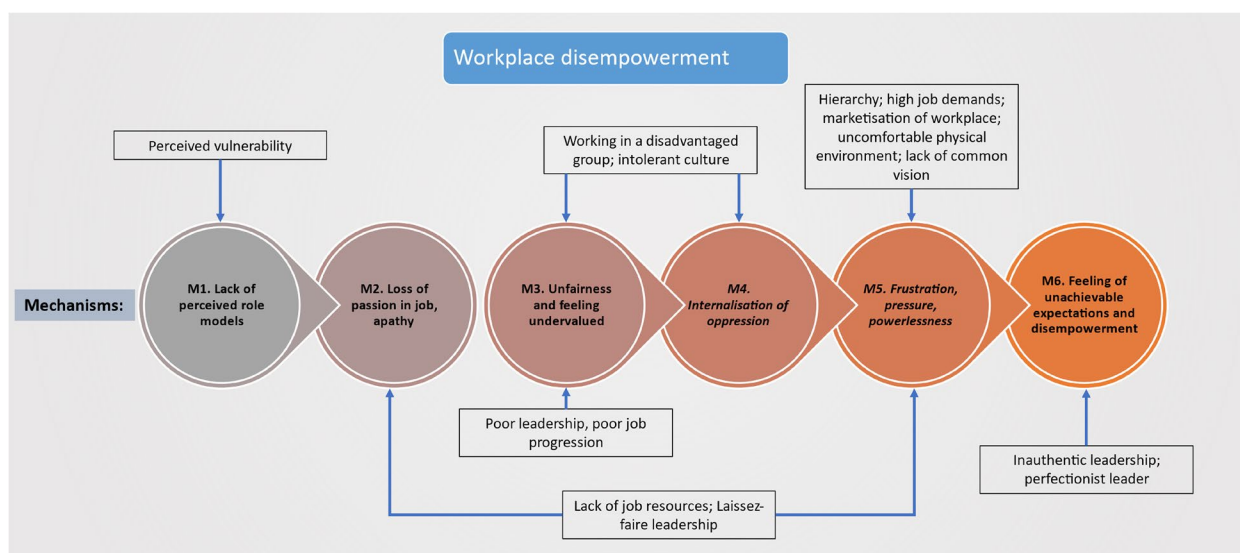 Workplace disempowerment
Hierarchy; high job demands;
marketisation of workplace;
uncomfortable physical
environment; lack of common
vision
Perceived vulnerability
Working in a disadvantaged
group; intolerant culture
Mechanisms:
M1. Lack of
perceived role
models
M2. Loss of
passion in job,
apathy
M3. Unfairness
and feeling
undervalued
M4.
Internalisation of
oppression
M5. Frustration,
pressure,
powerlessness
M6. Feeling of
unachievable
expectations and
disempowerment
Poor leadership, poor job
progression
Inauthentic leadership;
perfectionist leader
Lack of job resources; Laissez-
faire leadership